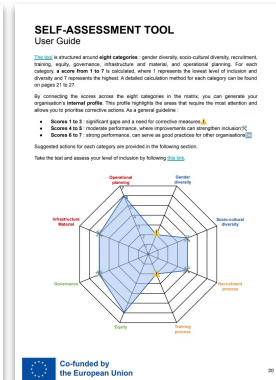 SELF-ASSESSMENT TOOL
User Guide
The tool is structured around eight categories : gender diversity, socio-cultural diversity, recruitment,
training, equity, governance, infrastructure and material, and operational planning. For each
category, a score from 1 to 7 is calculated, where 1 represents the lowest level of inclusion and
diversity and 7 represents the highest. A detailed calculation method for each category can be found
on pages 21 to 27.
By connecting the scores across the eight categories in the matrix, you can generate your
organisation's internal profile. This profile highlights the areas that require the most attention and
allows you to prioritise corrective actions. As a general guideline :
• Scores 1 to 3 : significant gaps and a need for corrective measures⚠️
• Scores 4 to 5 : moderate performance, where improvements can strengthen inclusion🛠️
• Scores 6 to 7 : strong performance, can serve as good practices for other organisations
Suggested actions for each category are provided in the following section.
Take the tool and assess your level of inclusion by following this link.
Operational
planning
Gender
diversity
Infrastructure
Material
Socio-cultural
diversity
Governance
Recruitment
process
Equity
Training
process
Co-funded by
the European Union
20